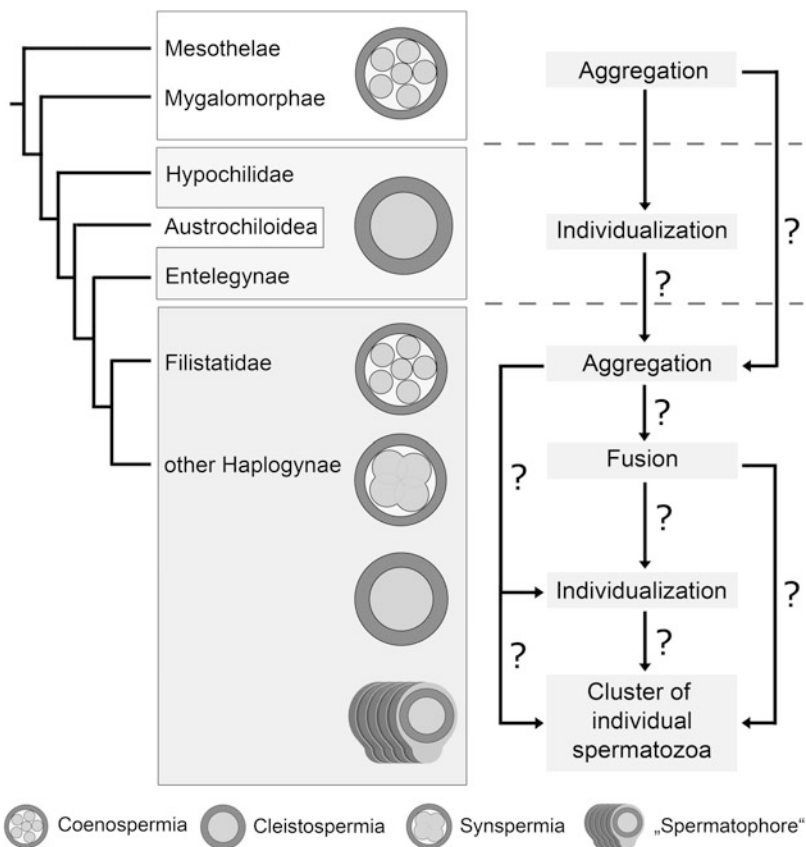 Mesothelae
Mygalomorphae
Hypochilidae
Austrochiloidea
Entelegynae
Filistatidae
other Haplogynae
Aggregation
?
Individualization
?
Aggregation
?
?
Fusion
?
?
Individualization
?
?
Cluster of
individual
spermatozoa
Coenospermia
Cleistospermia
Synspermia
„Spermatophore“